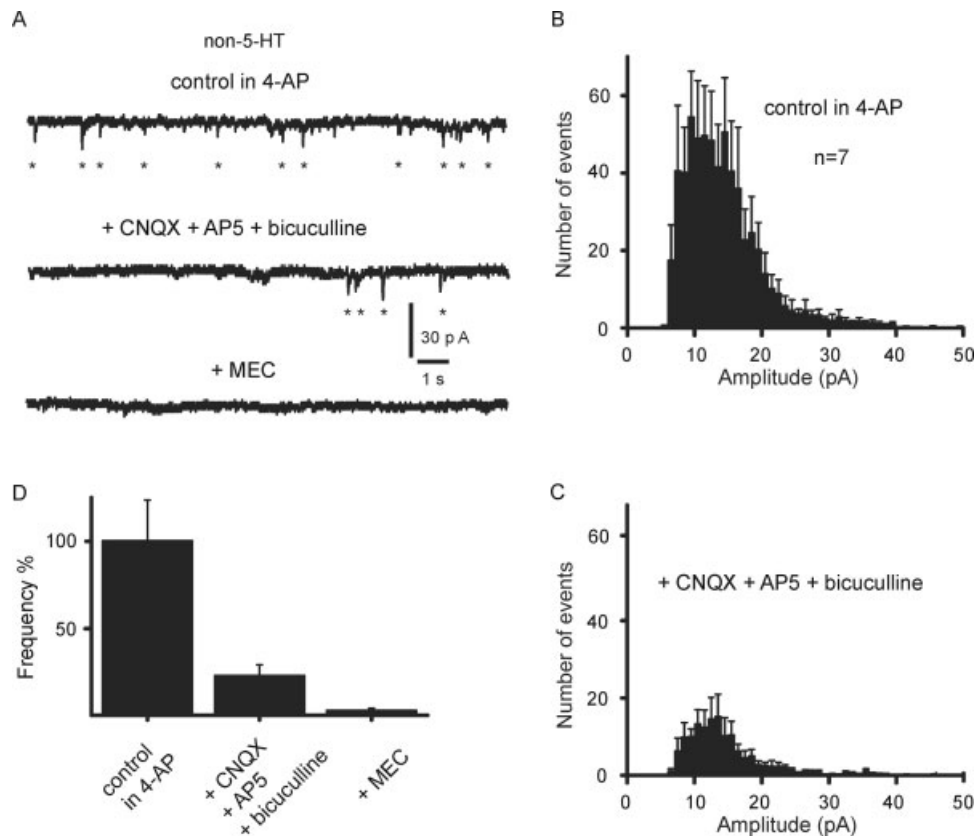 A
non-5-HT
control in 4-AP
* * * * * * * * * * *
+ CNQX + AP5 + bicuculline
* * * *
30 p A
1 s
+ MEC
B
Number of events
60
40
20
0
control in 4-AP
n=7
0 10 20 30 40 50
Amplitude (pA)
D
Frequency %
100
50
control
in 4-AP
+ CNQX
+ AP5
+ bicuculline
+ MEC
C
Number of events
60
40
20
0
+ CNQX + AP5 + bicuculline
0 10 20 30 40 50
Amplitude (pA)